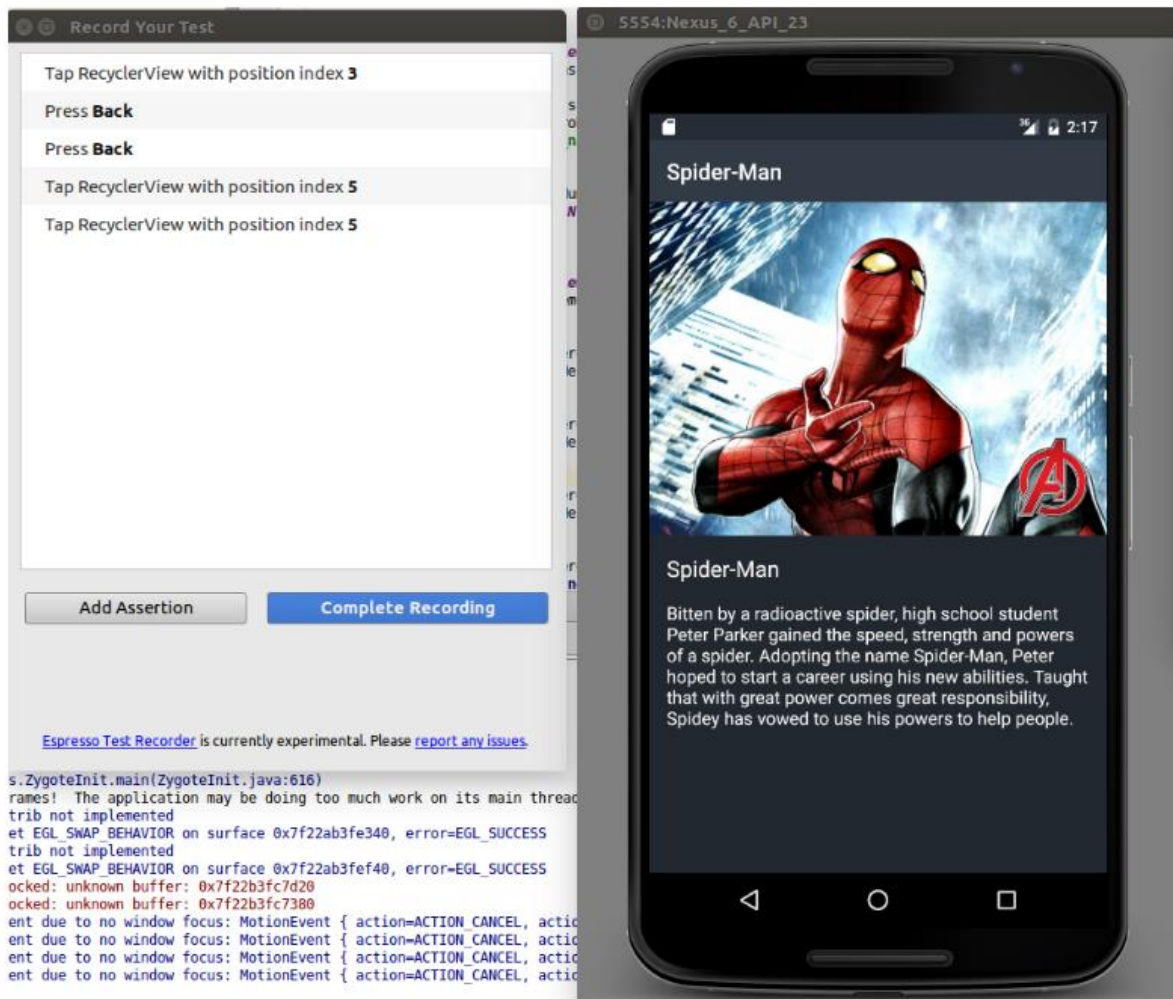 Record Your Test
Tap RecyclerView with position index 3
Press Back
Press Back
Tap RecyclerView with position index 5
Tap RecyclerView with position index 5
Add Assertion
Complete Recording
Espresso Test Recorder is currently experimental. Please report any issues.
s.ZygoteInit.main(ZygoteInit.java:616)
rames! The application may be doing too much work on its main thread
trib not implemented
et EGL_SWAP_BEHAVIOR on surface 0x7f22ab3fe340, error=EGL_SUCCESS
trib not implemented
et EGL_SWAP_BEHAVIOR on surface 0x7f22ab3fef40, error=EGL_SUCCESS
ocked: unknown buffer: 0x7f22b3fc7d20
ocked: unknown buffer: 0x7f22b3fc7380
ent due to no window focus: MotionEvent { action=ACTION_CANCEL, actio
ent due to no window focus: MotionEvent { action=ACTION_CANCEL, actio
ent due to no window focus: MotionEvent { action=ACTION_CANCEL, actio
ent due to no window focus: MotionEvent { action=ACTION_CANCEL, actio
5554:Nexus_6_API_23
3G 2:17
Spider-Man
Spider-Man
Bitten by a radioactive spider, high school student
Peter Parker gained the speed, strength and powers
of a spider. Adopting the name Spider-Man, Peter
hoped to start a career using his new abilities. Taught
that with great power comes great responsibility,
Spidey has vowed to use his powers to help people.